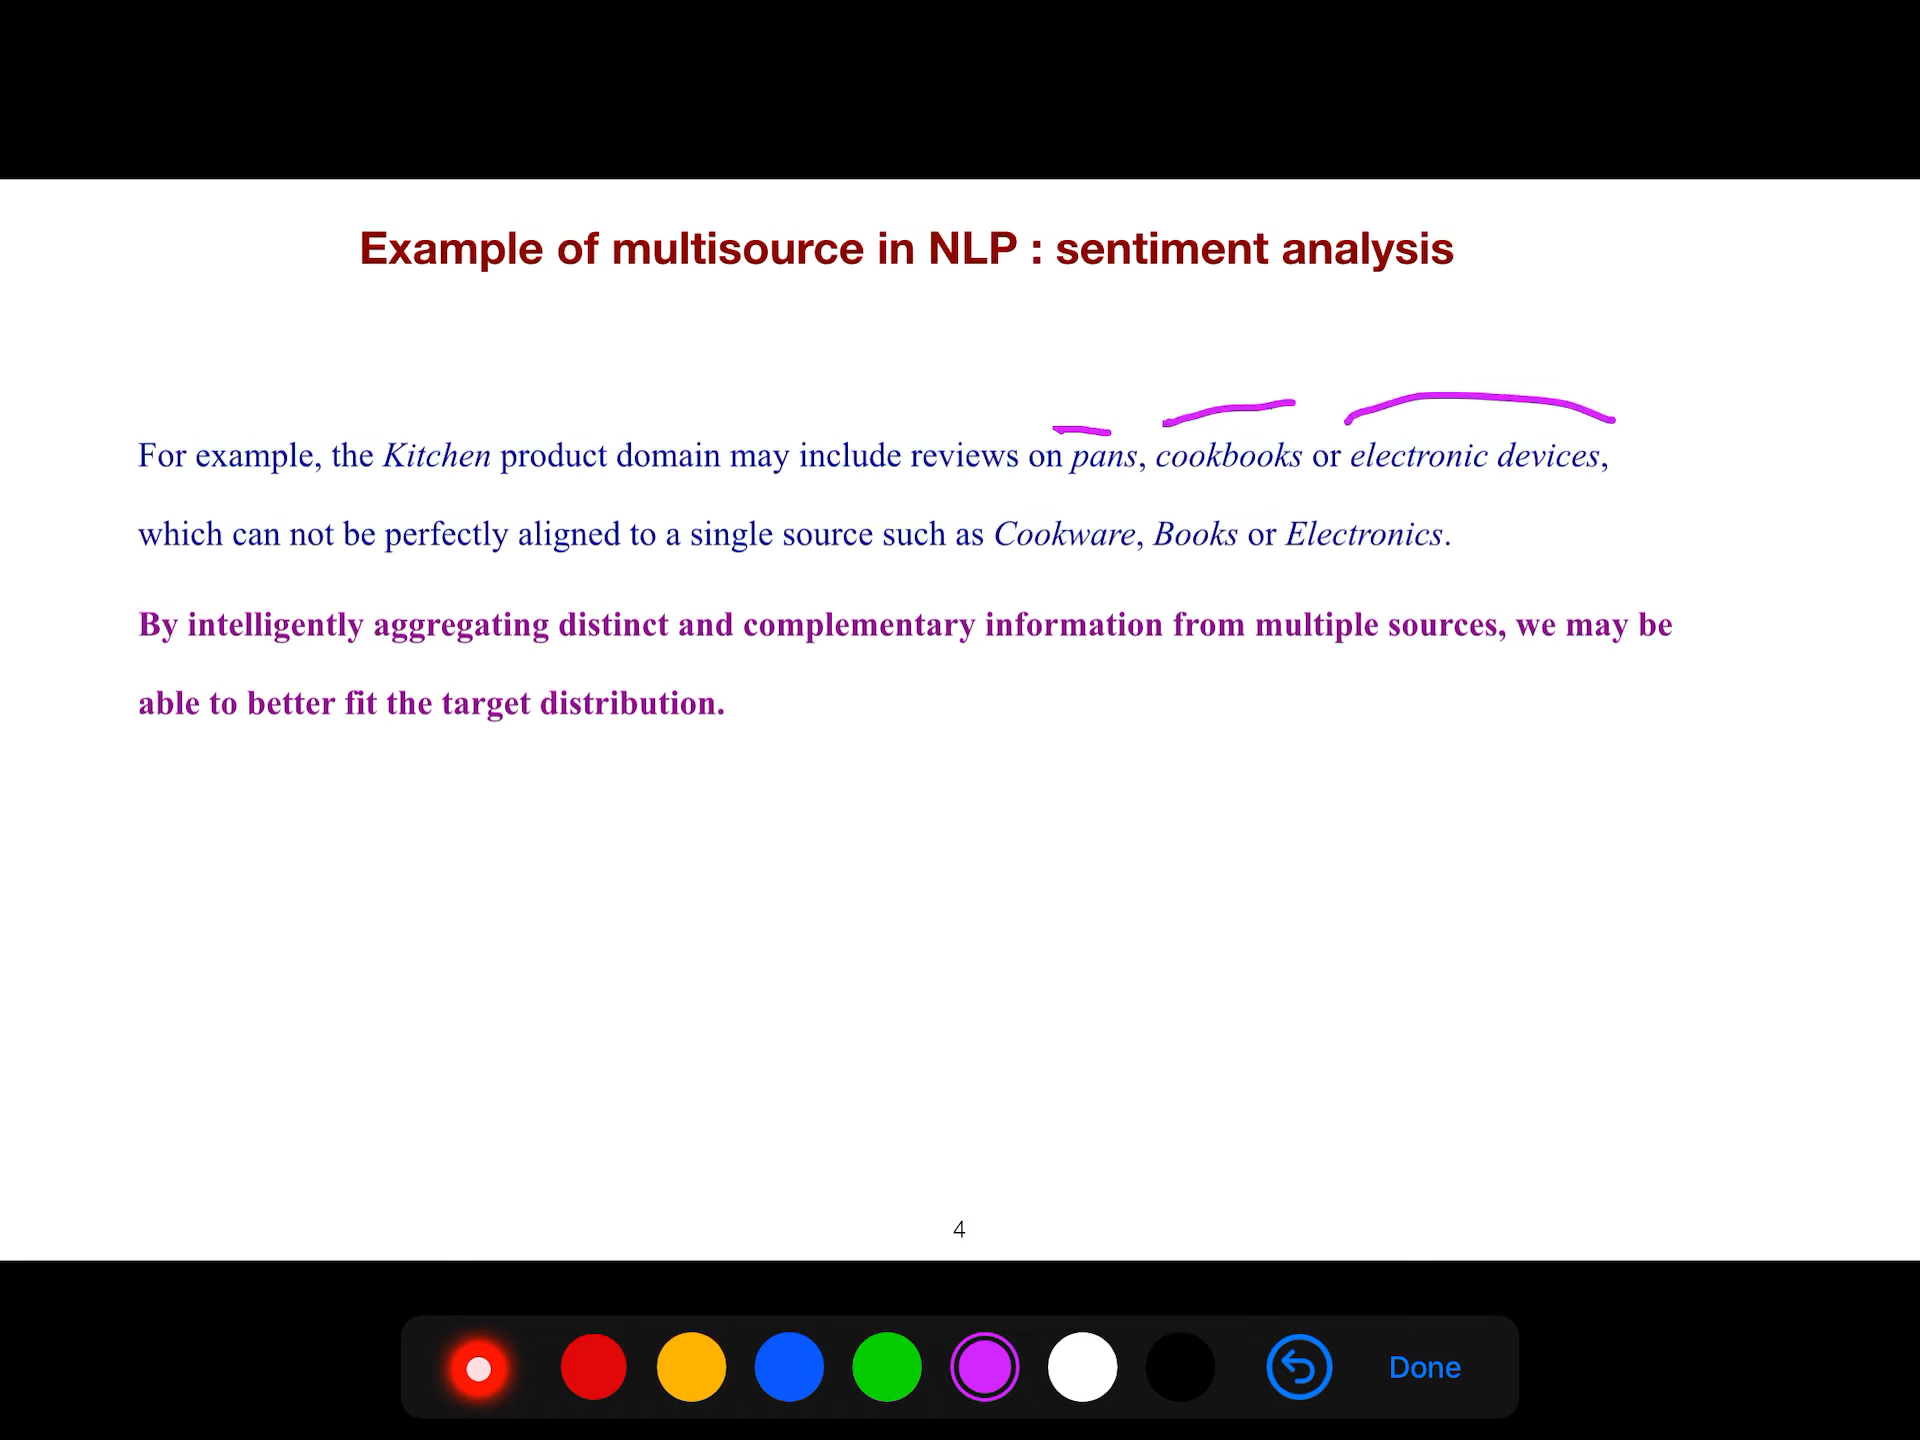 Example of multisource in NLP : sentiment analysis
For example, the Kitchen product domain may include reviews on pans, cookbooks or electronic devices,
which can not be perfectly aligned to a single source such as Cookware, Books or Electronics.
By intelligently aggregating distinct and complementary information from multiple sources, we may be
able to better fit the target distribution.
4
Done